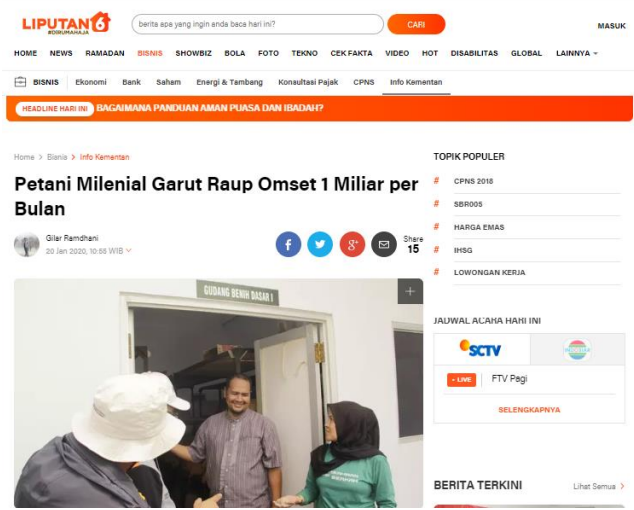 LIPUTAN6
#DIRUMAHAJA
berita apa yang ingin anda baca hari ini?
CARI
MASUK
HOME NEWS RAMADAN BISNIS SHOWBIZ BOLA FOTO TEKNO CEK FAKTA VIDEO HOT DISABILITAS GLOBAL LAINNYA
BISNIS Ekonomi Bank Saham Energi & Tambang Konsultasi Pajak CPNS Info Kementan
HEADLINE HARI INI BAGAIMANA PANDUAN AMAN PUASA DAN IBADAH?
Home > Bisnis > Info Kementan
Petani Milenial Garut Raup Omset 1 Miliar per
Bulan
Gilar Ramdhani
20 Jan 2020, 10:55 WIB
Share
15
GUDANG BENIH DASAR 1
TOPIK POPULER
# CPNS 2018
# SBR005
# HARGA EMAS
# IHSG
# LOWONGAN KERJA
JADWAL ACARA HARI INI
SCTV
INDOSIAR
LIVE FTV Pagi
SELENGKAPNYA
BERITA TERKINI
Lihat Semua >